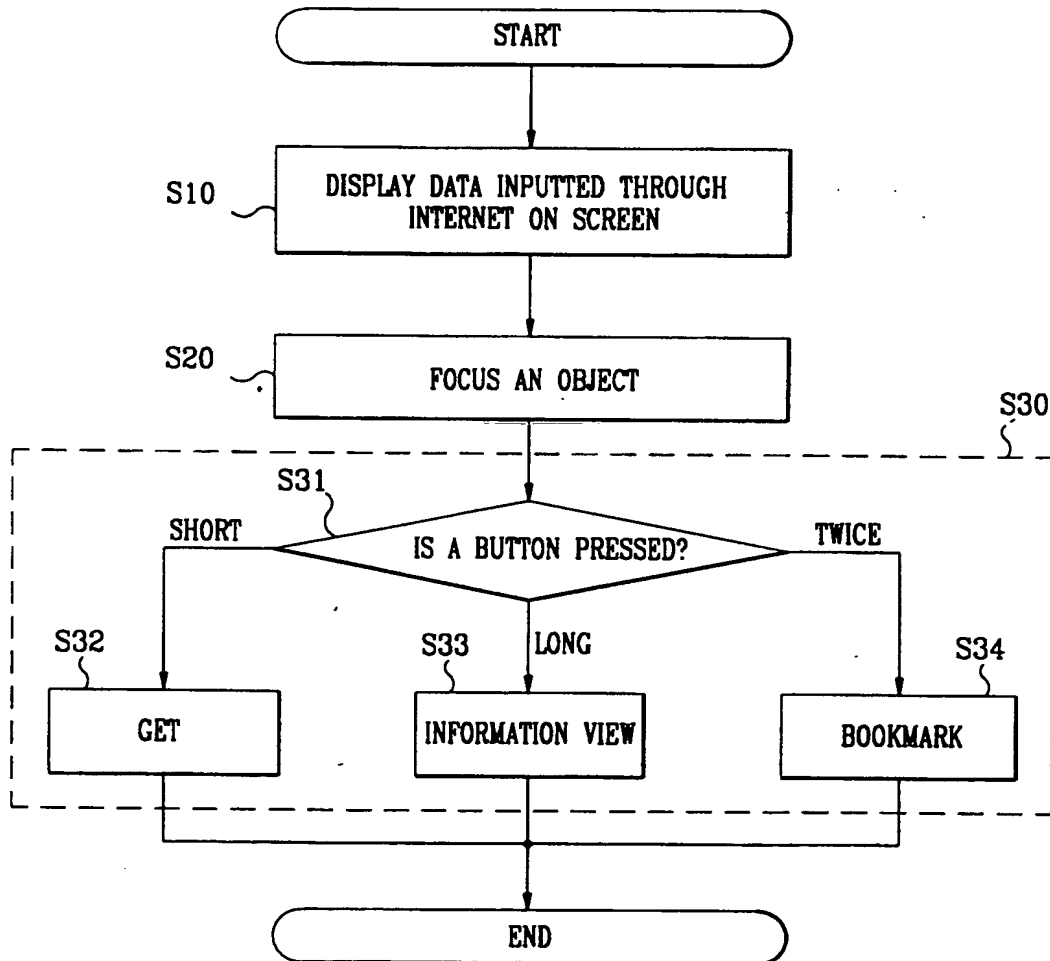 START
S10
DISPLAY DATA INPUTTED THROUGH
INTERNET ON SCREEN
S20
FOCUS AN OBJECT
S30
S31
SHORT
IS A BUTTON PRESSED?
TWICE
LONG
S32
GET
S33
INFORMATION VIEW
S34
BOOKMARK
END